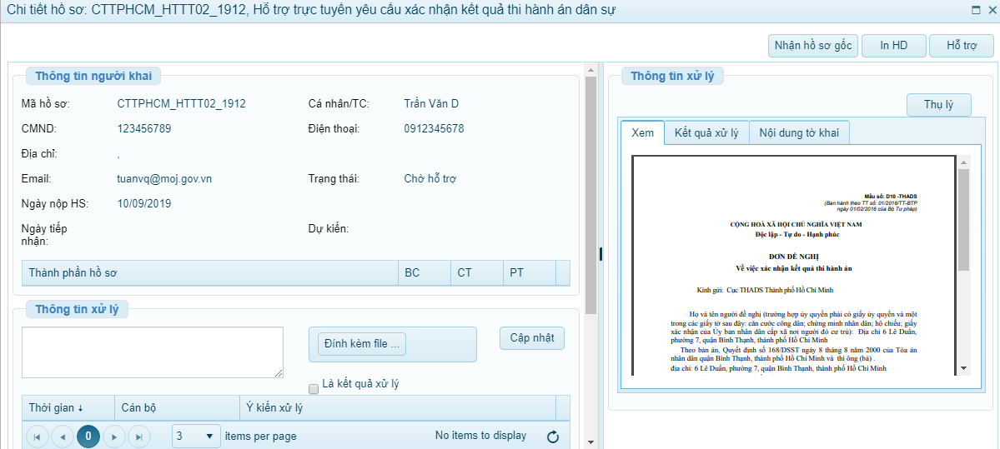 Chi tiết hồ sơ: CTTPHCM_HTTT02_1912, Hỗ trợ trực tuyến yêu cầu xác nhận kết quả thi hành án dân sự
Nhận hồ sơ gốc In HD Hỗ trợ
Thông tin người khai
Mã hồ sơ: CTTPHCM_HTTT02_1912 Cá nhân/TC: Trần Văn D
CMND: 123456789 Điện thoại: 0912345678
Địa chỉ: ,
Email: tuanvq@moj.gov.vn Trạng thái: Chờ hỗ trợ
Ngày nộp HS: 10/09/2019
Ngày tiếp nhận: Dự kiến:
Thành phần hồ sơ BC CT PT
Thông tin xử lý
Đính kèm file ... Cập nhật
Là kết quả xử lý
Thời gian ↓ Cán bộ Ý kiến xử lý
0 3 items per page No items to display
Thông tin xử lý
Thụ lý
Xem Kết quả xử lý Nội dung tờ khai
Mẫu số: D10 -THADS
(Ban hành theo TT số: 01/2016/TT-BTP
ngày 01/02/2016 của Bộ Tư pháp)
CỘNG HOÀ XÃ HỘI CHỦ NGHĨA VIỆT NAM
Độc lập - Tự do - Hạnh phúc
ĐƠN ĐỀ NGHỊ
Về việc xác nhận kết quả thi hành án
Kính gửi: Cục THADS Thành phố Hồ Chí Minh
Họ và tên người đề nghị (trường hợp ủy quyền phải có giấy ủy quyền và một
trong các giấy tờ sau đây: căn cước công dân; chứng minh nhân dân; hộ chiếu; giấy
xác nhận của Ủy ban nhân dân cấp xã nơi người đó cư trú): Địa chỉ 6 Lê Duẩn,
phường 7, quận Bình Thạnh, thành phố Hồ Chí Minh
Theo bản án, Quyết định số 168/DSST ngày 8 tháng 8 năm 2000 của Tòa án
nhân dân quận Bình Thạnh, thành phố Hồ Chí Minh và thì ông (bà) .
địa chỉ: 6 Lê Duẩn, phường 7, quận Bình Thạnh, thành phố Hồ Chí Minh